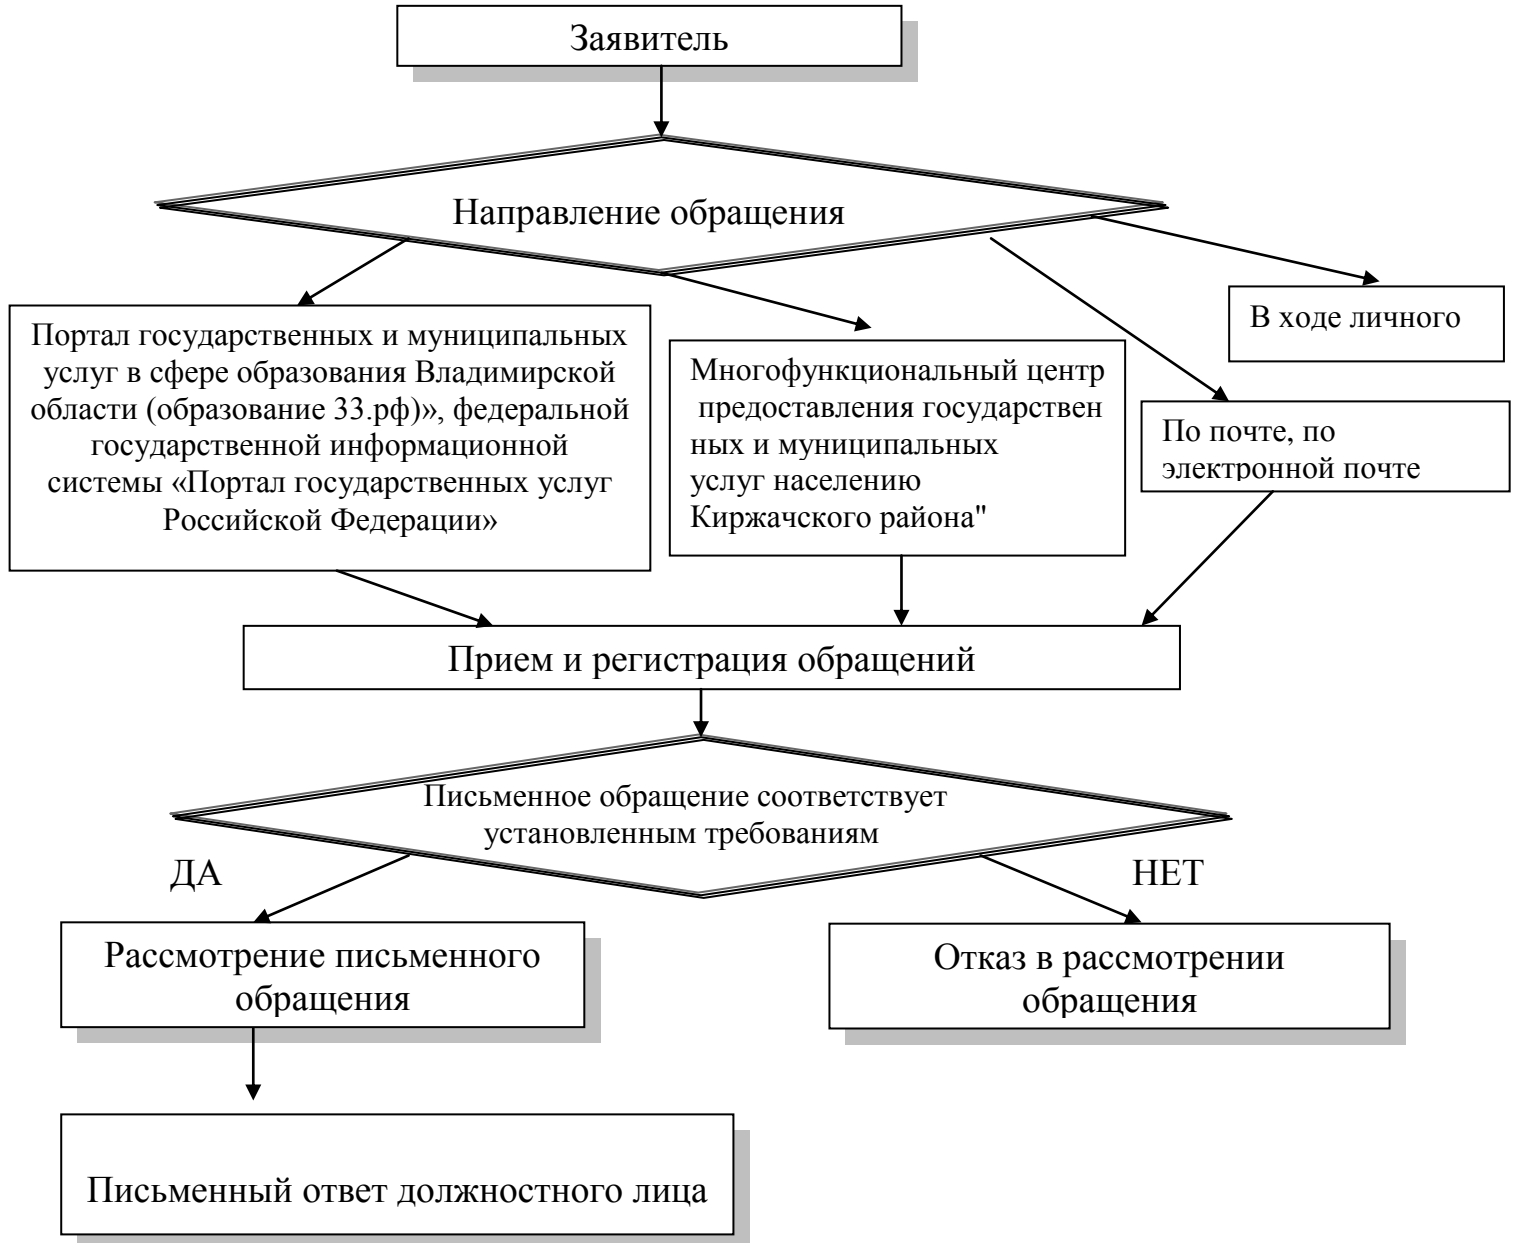 Заявитель
Направление обращения
Портал государственных и муниципальных
услуг в сфере образования Владимирской
области (образование 33.рф)», федеральной
государственной информационной
системы «Портал государственных услуг
Российской Федерации»
Многофункциональный центр
предоставления государствен
ных и муниципальных
услуг населению
Киржачского района"
В ходе личного
По почте, по
электронной почте
Прием и регистрация обращений
Письменное обращение соответствует
установленным требованиям
ДА
НЕТ
Рассмотрение письменного
обращения
Отказ в рассмотрении
обращения
Письменный ответ должностного лица